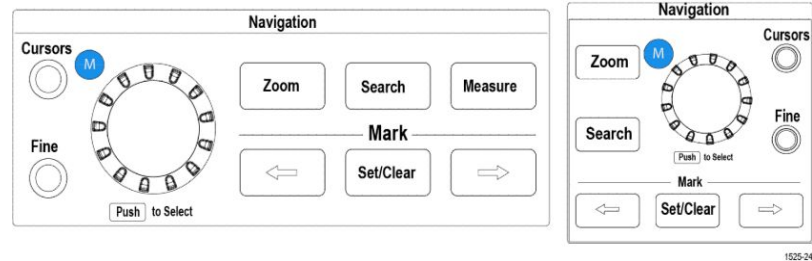 Navigation
Cursors
M
Zoom
Search
Measure
Fine
Mark
Set/Clear
Push to Select
Navigation
Cursors
Zoom
M
Fine
Search
Push to Select
Mark
Set/Clear
1525-24